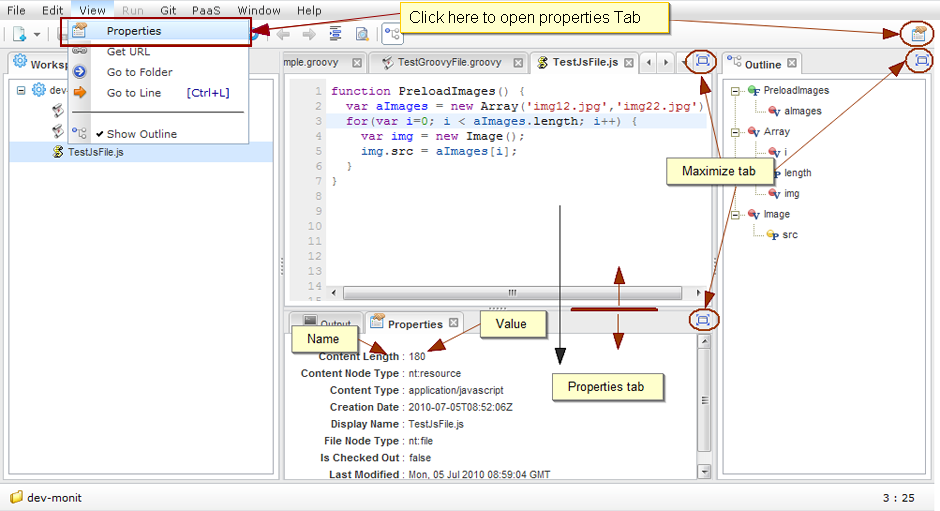 File Edit View Run Git PaaS Window Help
Click here to open properties Tab
Properties
Get URL
Go to Folder
Go to Line [Ctrl+L]
✔ Show Outline
dev-
TestJsFile.js
mple.groovy TestGroovyFile.groovy TestJsFile.js
1 function PreloadImages() {
2 var aImages = new Array('img12.jpg','img22.jpg')
3 for(var i=0; i < aImages.length; i++) {
4 var img = new Image();
5 img.src = aImages[i];
6 }
7 }
8
9
10
11
12
13
14
15
Outline
PreloadImages
aImages
Array
i
length
img
Image
src
Maximize tab
Output Properties
Name
Value
Properties tab
Content Length : 180
Content Node Type : nt:resource
Content Type : application/javascript
Creation Date : 2010-07-05T08:52:06Z
Display Name : TestJsFile.js
File Node Type : nt:file
Is Checked Out : false
Last Modified : Mon, 05 Jul 2010 08:59:04 GMT
dev-monit
3 : 25